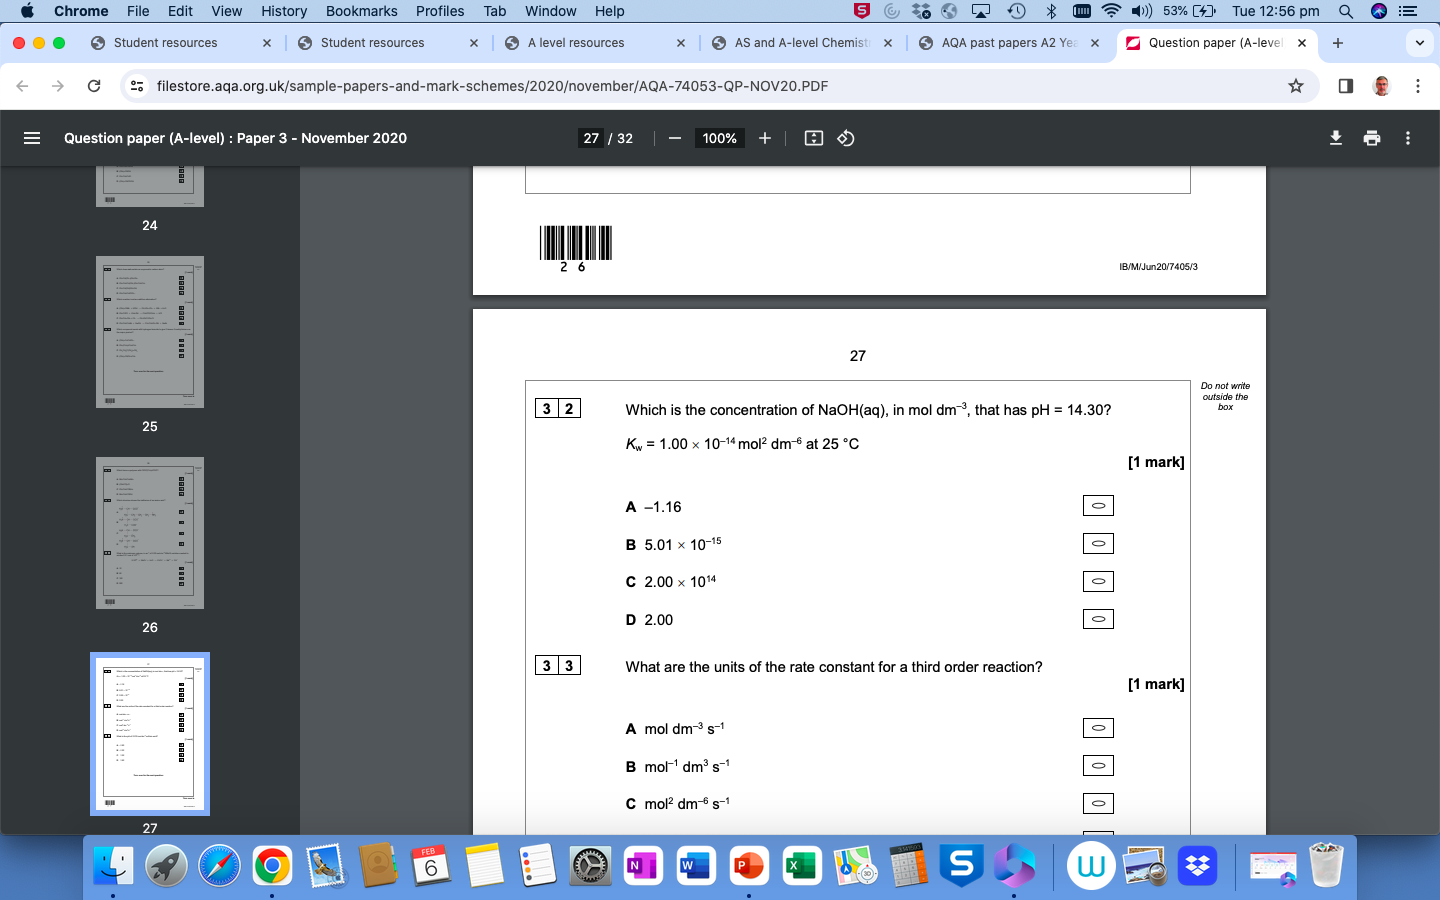 Chrome File Edit View History Bookmarks Profiles Tab Window Help 53% Tue 12:56 pm
Student resources Student resources A level resources AS and A-level Chemist AQA past papers A2 Yea Question paper (A-level
filestore.aqa.org.uk/sample-papers-and-mark-schemes/2020/november/AQA-74053-QP-NOV20.PDF
Question paper (A-level) : Paper 3 - November 2020 27 / 32 100%
24
25
26
27
2 6
IB/M/Jun20/7405/3
27
Do not write
outside the
box
3 2 Which is the concentration of NaOH(aq), in mol dm⁻³, that has pH = 14.30?
Kw = 1.00 × 10⁻¹⁴ mol² dm⁻⁶ at 25 °C
[1 mark]
A –1.16
B 5.01 × 10⁻¹⁵
C 2.00 × 10¹⁴
D 2.00
3 3 What are the units of the rate constant for a third order reaction?
[1 mark]
A mol dm⁻³ s⁻¹
B mol⁻¹ dm³ s⁻¹
C mol² dm⁻⁶ s⁻¹
FEB
6
N W P X 3D S W